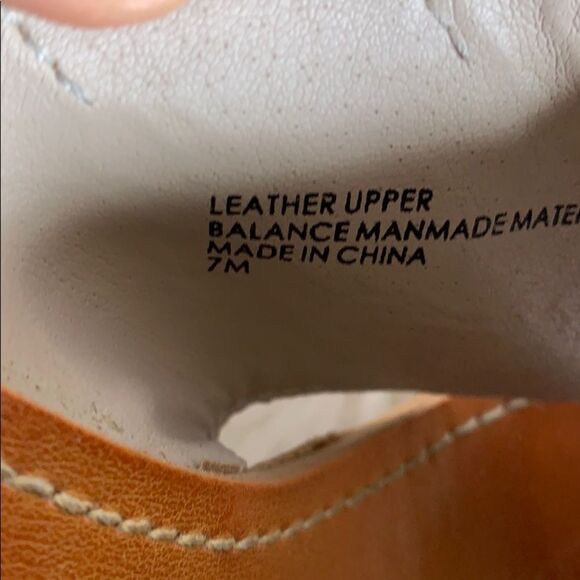 LEATHER UPPER
BALANCE MANMADE MATE
MADE IN CHINA
7M